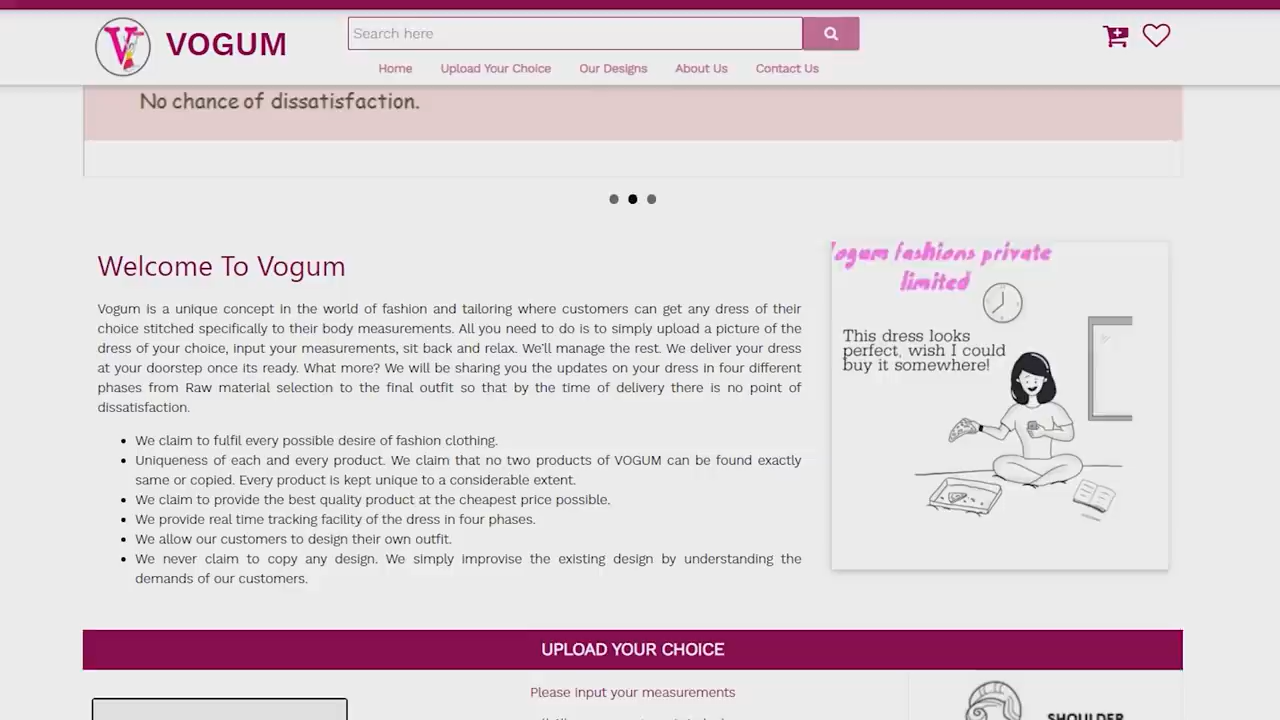 VOGUM
Search here
Home Upload Your Choice Our Designs About Us Contact Us
No chance of dissatisfaction.
Welcome To Vogum
Vogum is a unique concept in the world of fashion and tailoring where customers can get any dress of their
choice stitched specifically to their body measurements. All you need to do is to simply upload a picture of the
dress of your choice, input your measurements, sit back and relax. We'll manage the rest. We deliver your dress
at your doorstep once its ready. What more? We will be sharing you the updates on your dress in four different
phases from Raw material selection to the final outfit so that by the time of delivery there is no point of
dissatisfaction.
We claim to fulfil every possible desire of fashion clothing.
Uniqueness of each and every product. We claim that no two products of VOGUM can be found exactly
same or copied. Every product is kept unique to a considerable extent.
We claim to provide the best quality product at the cheapest price possible.
We provide real time tracking facility of the dress in four phases.
We allow our customers to design their own outfit.
We never claim to copy any design. We simply improvise the existing design by understanding the
demands of our customers.
ogum fashions private
limited
This dress looks
perfect, wish I could
buy it somewhere!
UPLOAD YOUR CHOICE
Please input your measurements
SHOULDER